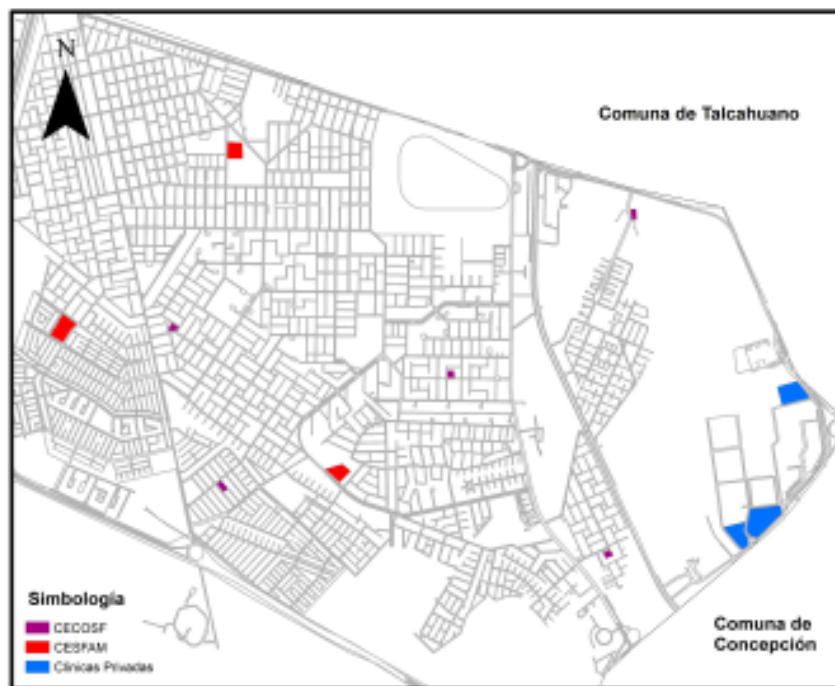 N
Comuna de Talcahuano
Simbología
CECOSF
CESFAM
Clínicas Privadas
Comuna de
Concepción